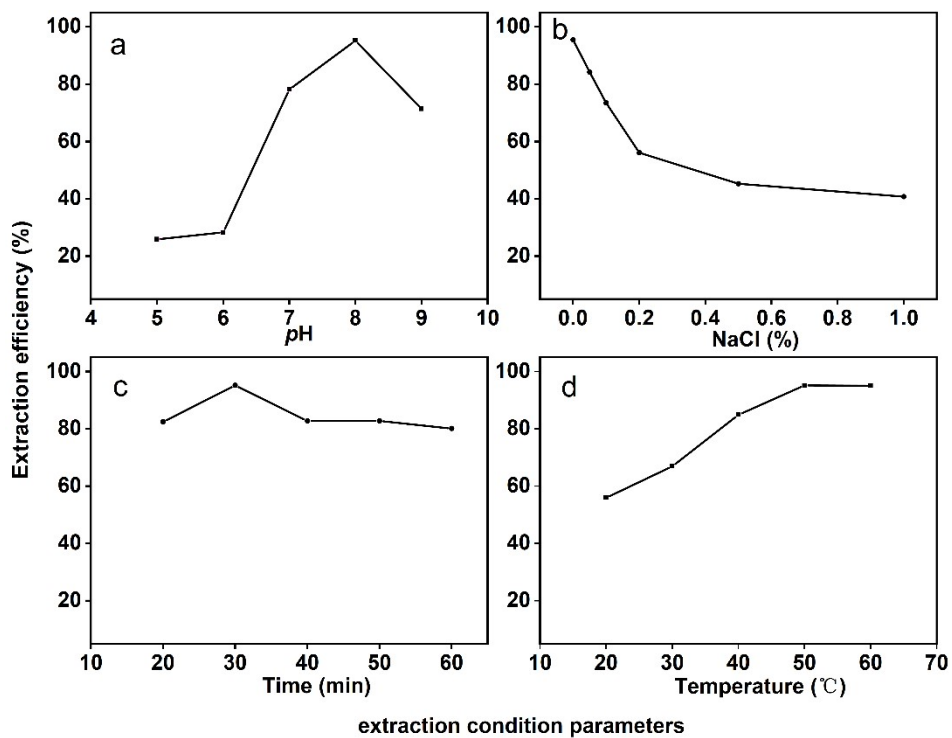 Extraction efficiency (%)
a
100
80
60
40
20
4 5 6 7 8 9 10
pH
b
100
80
60
40
20
0.0 0.2 0.4 0.6 0.8 1.0
NaCl (%)
c
100
80
60
40
20
10 20 30 40 50 60
Time (min)
d
100
80
60
40
20
10 20 30 40 50 60 70
Temperature (℃)
extraction condition parameters